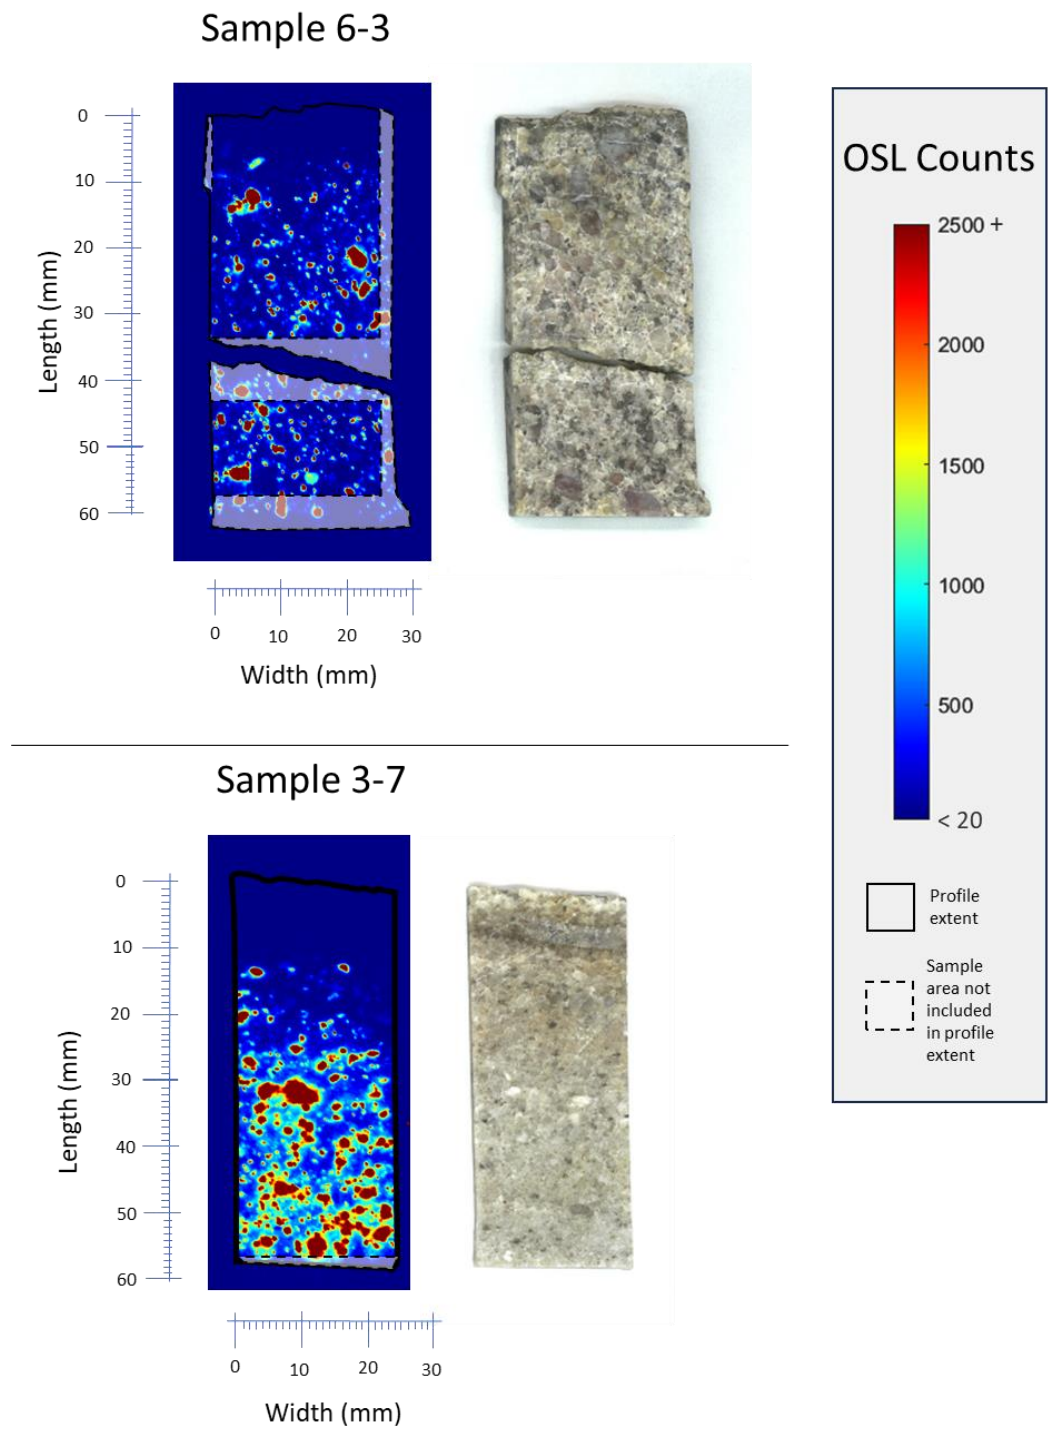 Sample 6-3
0
10
20
30
40
50
60
Length (mm)
0 10 20 30
Width (mm)
Sample 3-7
0
10
20
30
40
50
60
Length (mm)
0 10 20 30
Width (mm)
OSL Counts
2500 +
2000
1500
1000
500
< 20
Profile
extent
Sample
area not
included
in profile
extent